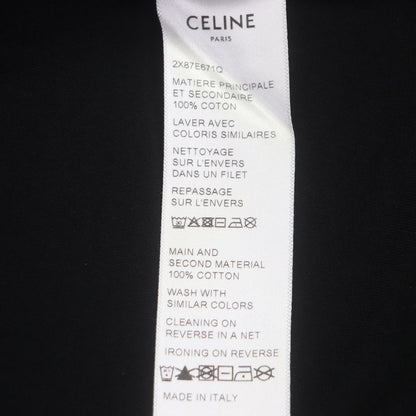 CELINE
PARIS
2X87E671Q
MATIERE PRINCIPALE
ET SECONDAIRE
100% COTON
LAVER AVEC
COLORIS SIMILAIRES
NETTOYAGE
SUR L'ENVERS
DANS UN FILET
REPASSAGE
SUR L'ENVERS
MAIN AND
SECOND MATERIAL
100% COTTON
WASH WITH
SIMILAR COLORS
CLEANING ON
REVERSE IN A NET
IRONING ON REVERSE
MADE IN ITALY